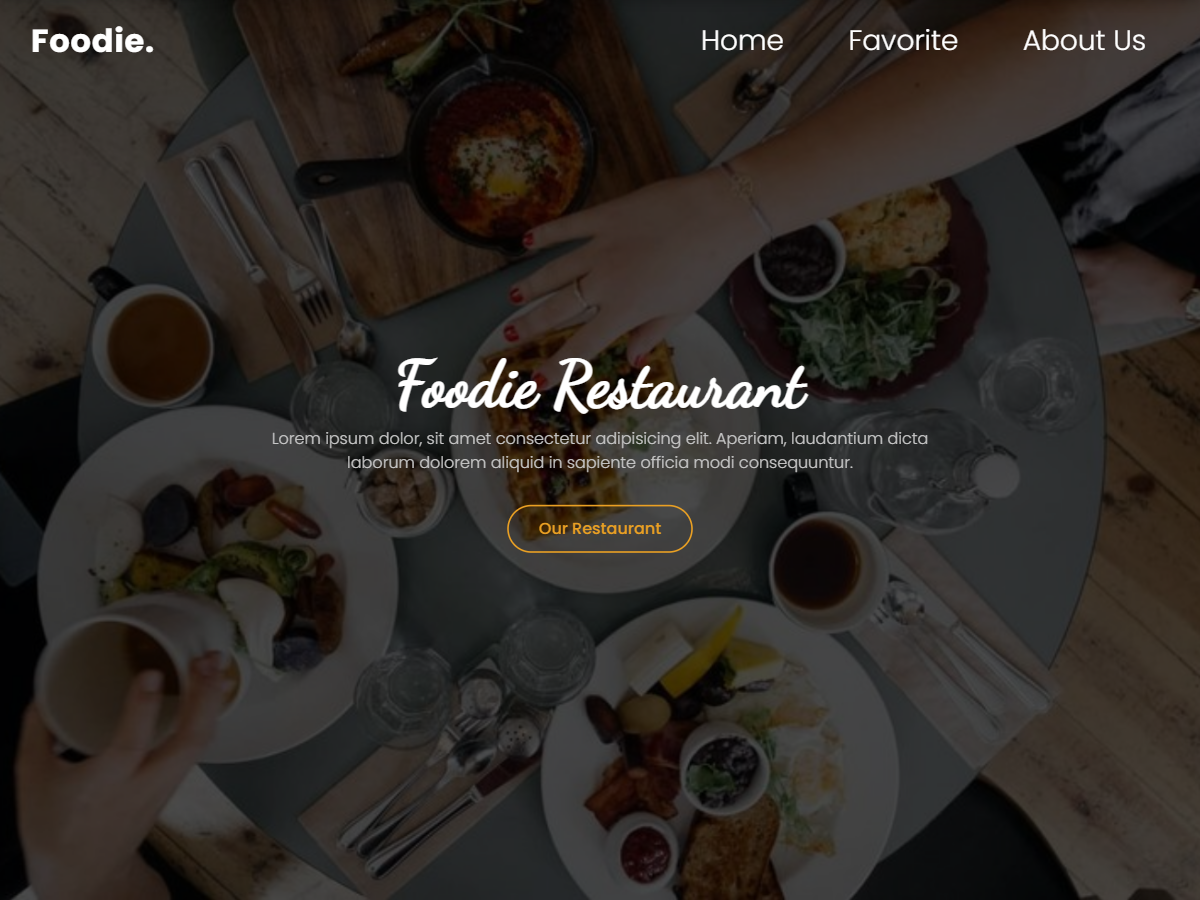 Foodie.
Home
Favorite
About Us
Foodie Restaurant
Lorem ipsum dolor, sit amet consectetur adipisicing elit. Aperiam, laudantium dicta
laborum dolorem aliquid in sapiente officia modi consequuntur.
Our Restaurant